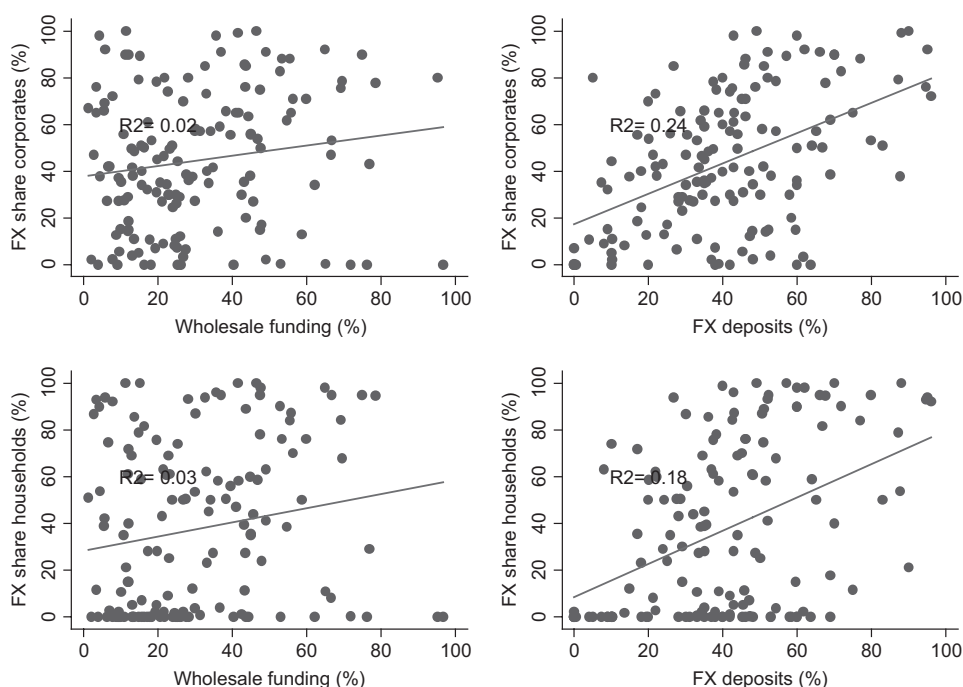 FX share corporates (%)
100
80
60
40
20
0
R2= 0.02
0 20 40 60 80 100
Wholesale funding (%)
FX share corporates (%)
100
80
60
40
20
0
R2= 0.24
0 20 40 60 80 100
FX deposits (%)
FX share households (%)
100
80
60
40
20
0
R2= 0.03
0 20 40 60 80 100
Wholesale funding (%)
FX share households (%)
100
80
60
40
20
0
R2= 0.18
0 20 40 60 80 100
FX deposits (%)